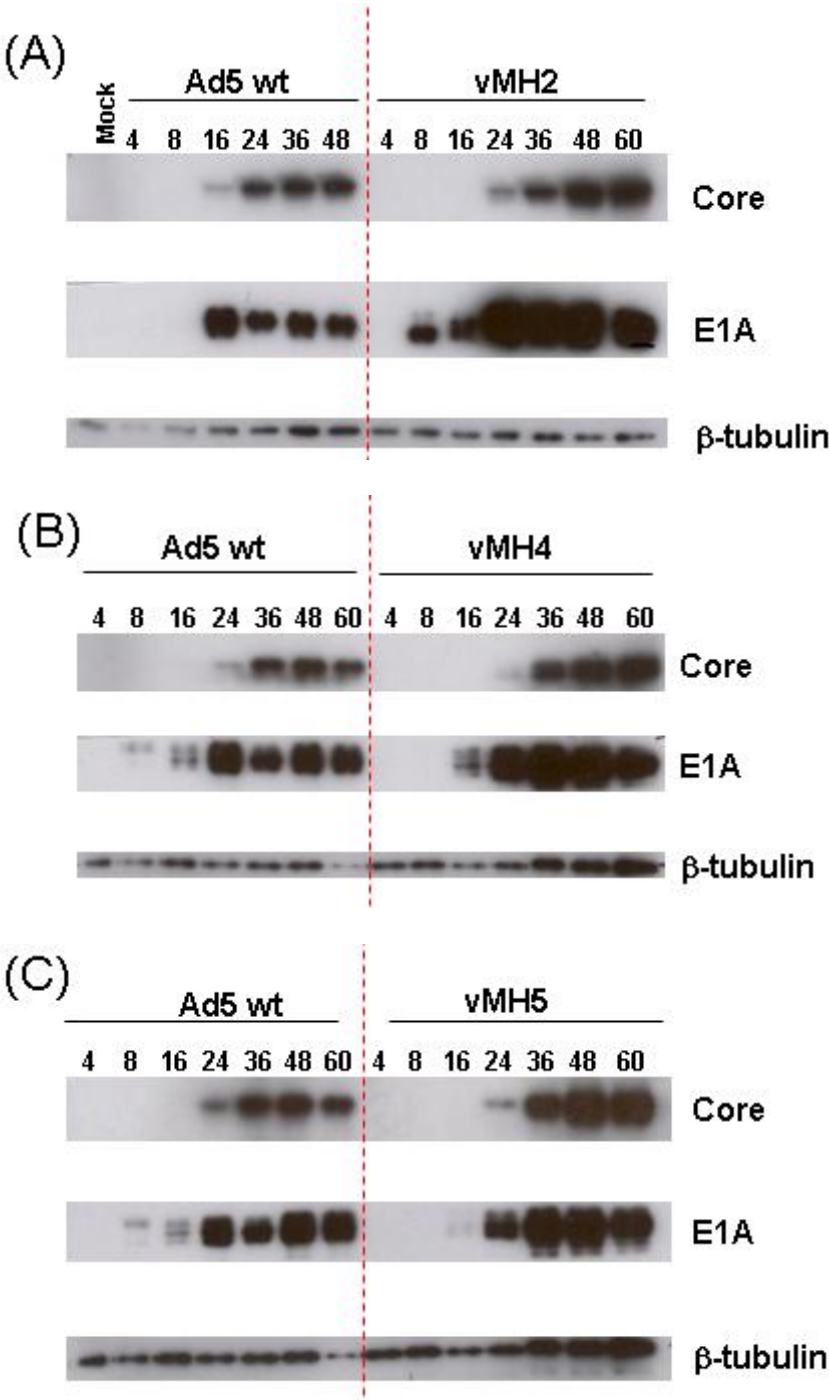 (A)
Ad5 wt vMH2
Mock 4 8 16 24 36 48 4 8 16 24 36 48 60
Core
E1A
β-tubulin
(B)
Ad5 wt vMH4
4 8 16 24 36 48 60 4 8 16 24 36 48 60
Core
E1A
β-tubulin
(C)
Ad5 wt vMH5
4 8 16 24 36 48 60 4 8 16 24 36 48 60
Core
E1A
β-tubulin